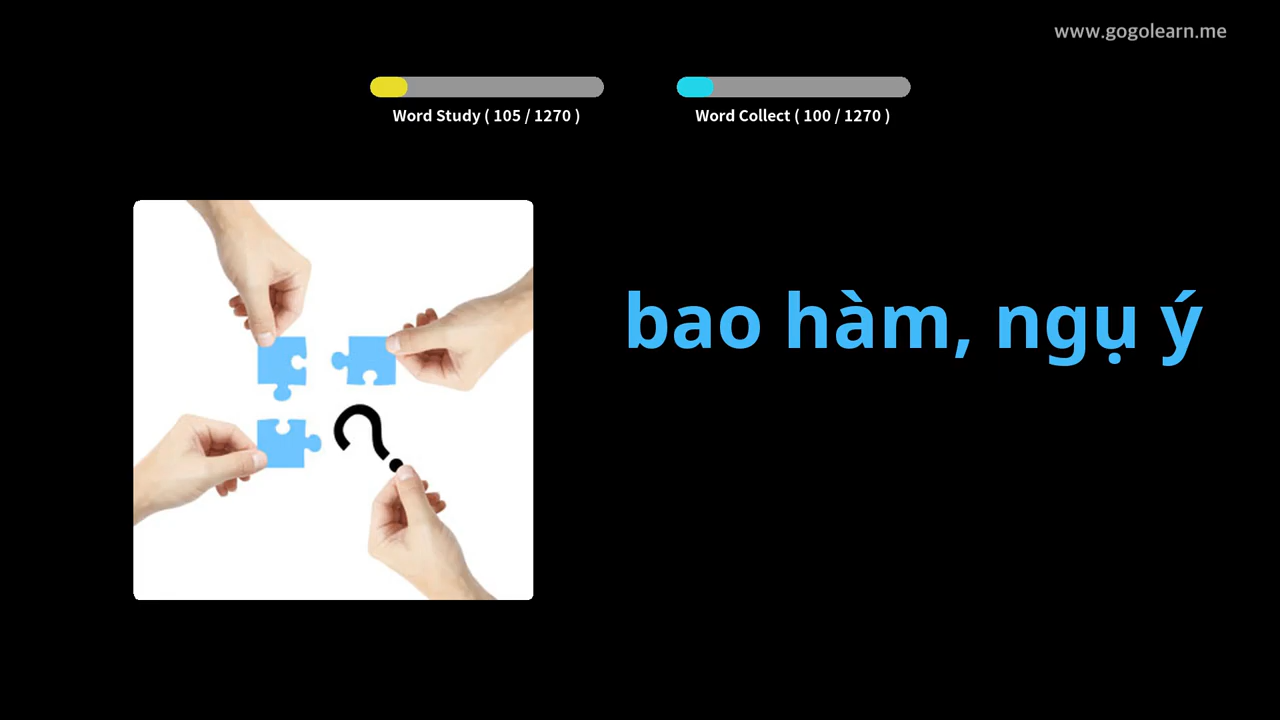 www.gogolearn.me
Word Study ( 105 / 1270 )
Word Collect ( 100 / 1270 )
bao hàm, ngụ ý
?